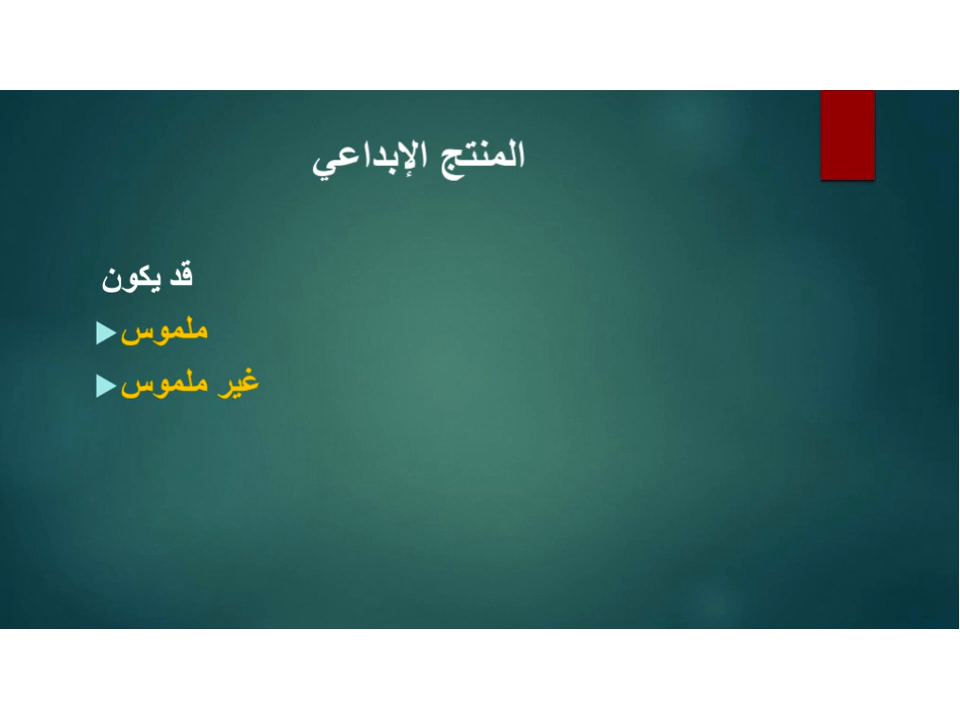 المنتج الإبداعي
قد يكون
ملموس
غير ملموس